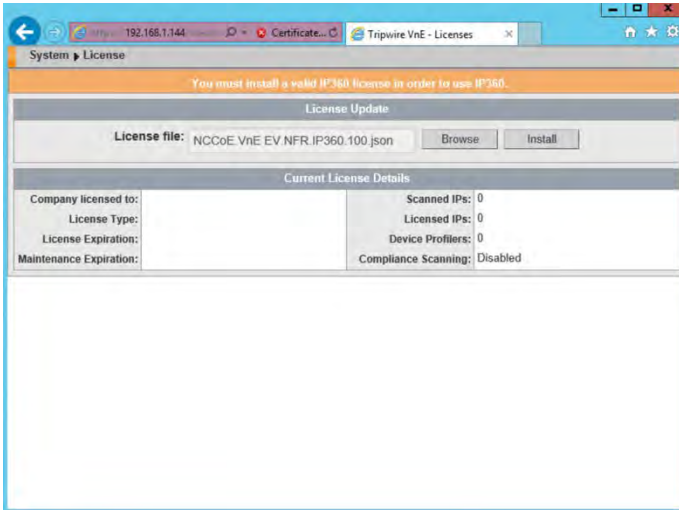 192.168.1.144
Certificate...
Tripwire VnE - Licenses
System ▸ License
You must install a valid IP360 license in order to use IP360.
License Update
License file: NCCoE.VnE.EV.NFR.IP360.100.json Browse Install
Current License Details
Company licensed to: Scanned IPs: 0
License Type: Licensed IPs: 0
License Expiration: Device Profilers: 0
Maintenance Expiration: Compliance Scanning: Disabled